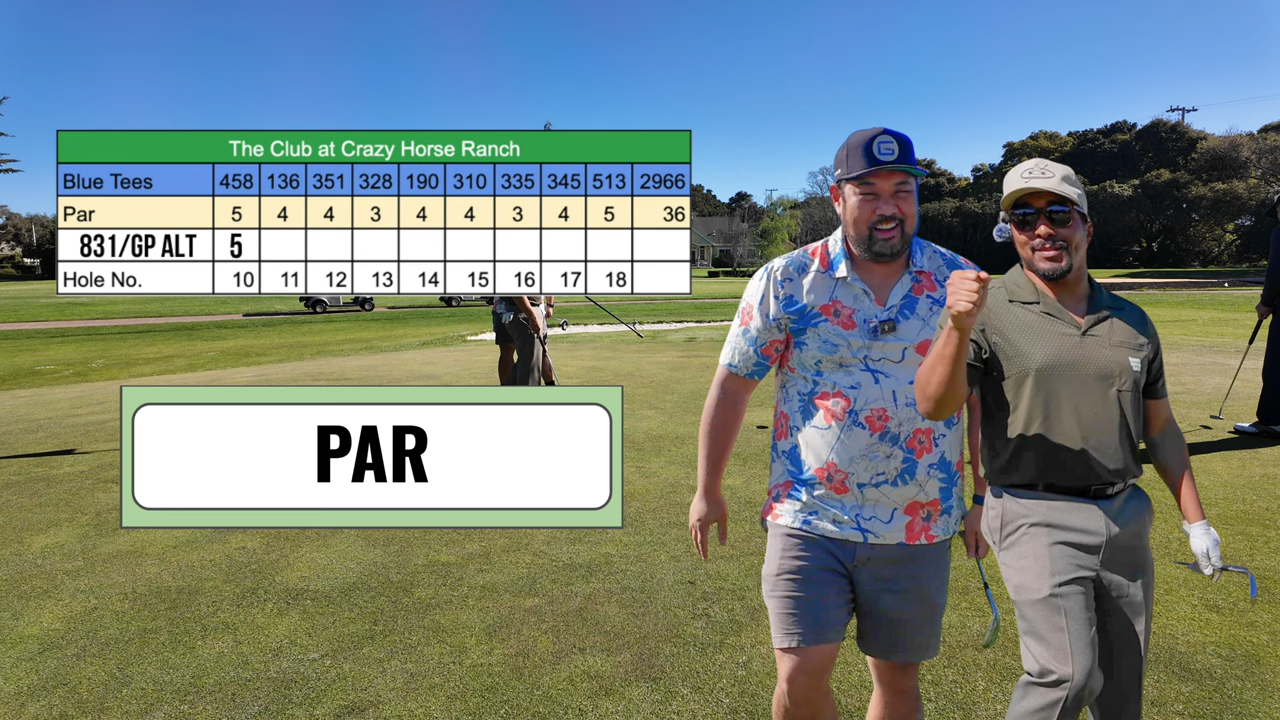 The Club at Crazy Horse Ranch
Blue Tees 458 136 351 328 190 310 335 345 513 2966
Par 5 4 4 3 4 4 3 4 5 36
831/GP ALT 5
Hole No. 10 11 12 13 14 15 16 17 18
PAR
G